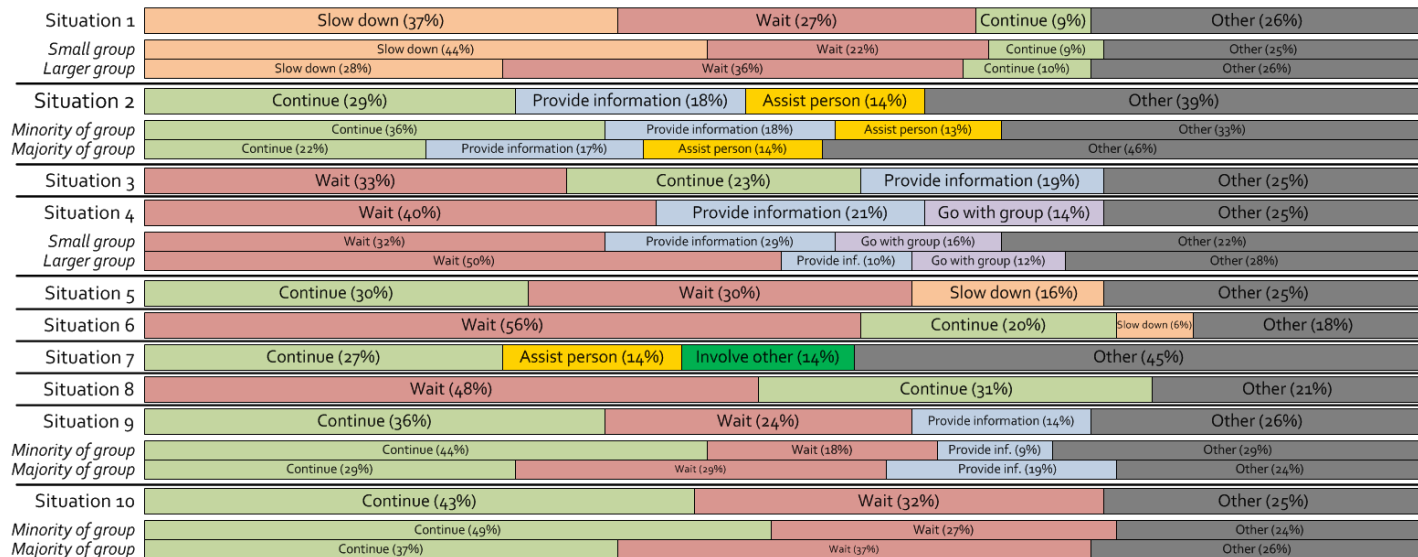 Situation 1 Slow down (37%) Wait (27%) Continue (9%) Other (26%)
Small group Slow down (44%) Wait (22%) Continue (9%) Other (25%)
Larger group Slow down (28%) Wait (36%) Continue (10%) Other (26%)
Situation 2 Continue (29%) Provide information (18%) Assist person (14%) Other (39%)
Minority of group Continue (36%) Provide information (18%) Assist person (13%) Other (33%)
Majority of group Continue (22%) Provide information (17%) Assist person (14%) Other (46%)
Situation 3 Wait (33%) Continue (23%) Provide information (19%) Other (25%)
Situation 4 Wait (40%) Provide information (21%) Go with group (14%) Other (25%)
Small group Wait (32%) Provide information (29%) Go with group (16%) Other (22%)
Larger group Wait (50%) Provide inf. (10%) Go with group (12%) Other (28%)
Situation 5 Continue (30%) Wait (30%) Slow down (16%) Other (25%)
Situation 6 Wait (56%) Continue (20%) Slow down (6%) Other (18%)
Situation 7 Continue (27%) Assist person (14%) Involve other (14%) Other (45%)
Situation 8 Wait (48%) Continue (31%) Other (21%)
Situation 9 Continue (36%) Wait (24%) Provide information (14%) Other (26%)
Minority of group Continue (44%) Wait (18%) Provide inf. (9%) Other (29%)
Majority of group Continue (29%) Wait (29%) Provide inf. (19%) Other (24%)
Situation 10 Continue (43%) Wait (32%) Other (25%)
Minority of group Continue (49%) Wait (27%) Other (24%)
Majority of group Continue (37%) Wait (37%) Other (26%)